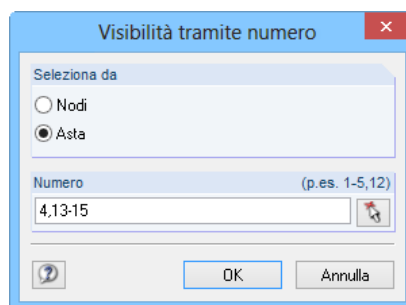 Visibilità tramite numero
Seleziona da
Nodi
Asta
Numero (p.es. 1-5,12)
4,13-15
OK Annulla